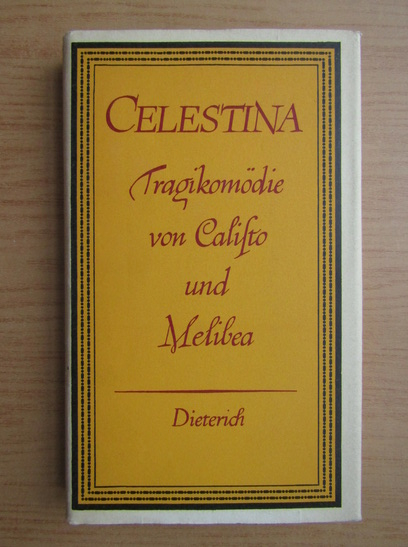 CELESTINA
Tragikomödie
von Calisto
und
Melibea
Dieterich